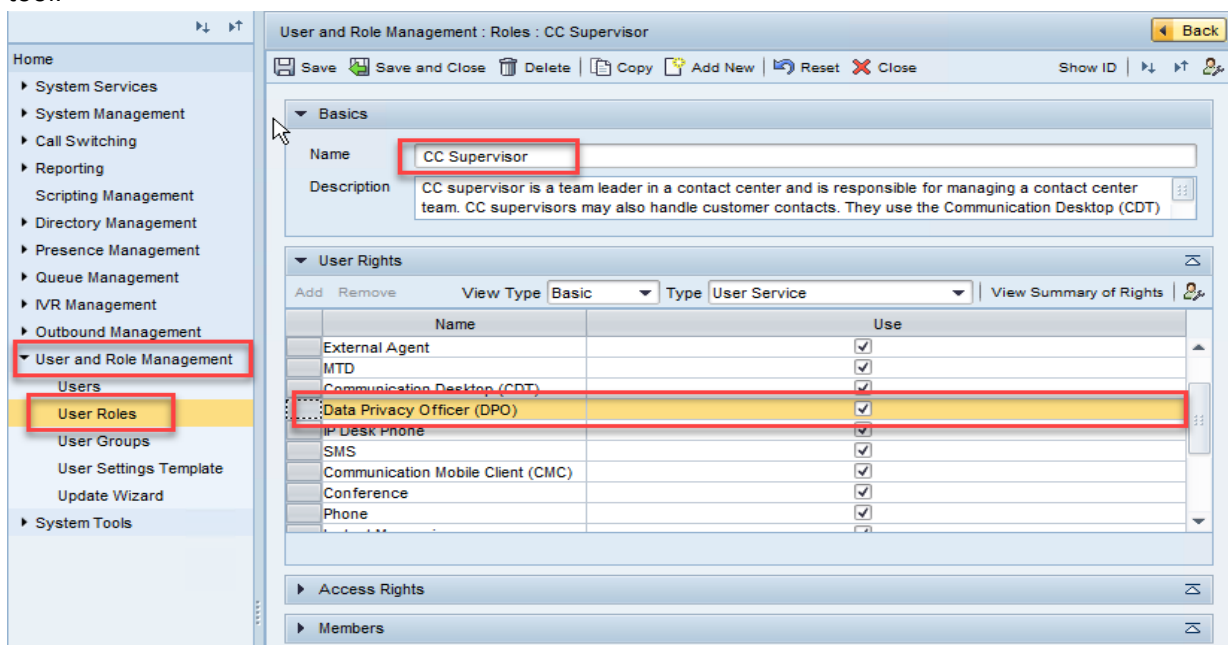 User and Role Management : Roles : CC Supervisor
Back
Home
Save Save and Close Delete Copy Add New Reset Close Show ID
System Services
System Management
Call Switching
Reporting
Scripting Management
Directory Management
Presence Management
Queue Management
IVR Management
Outbound Management
User and Role Management
Users
User Roles
User Groups
User Settings Template
Update Wizard
System Tools
Basics
Name CC Supervisor
Description CC supervisor is a team leader in a contact center and is responsible for managing a contact center
team. CC supervisors may also handle customer contacts. They use the Communication Desktop (CDT)
User Rights
Add Remove View Type Basic Type User Service View Summary of Rights
Name Use
External Agent
MTD
Communication Desktop (CDT)
Data Privacy Officer (DPO)
IP Desk Phone
SMS
Communication Mobile Client (CMC)
Conference
Phone
Access Rights
Members